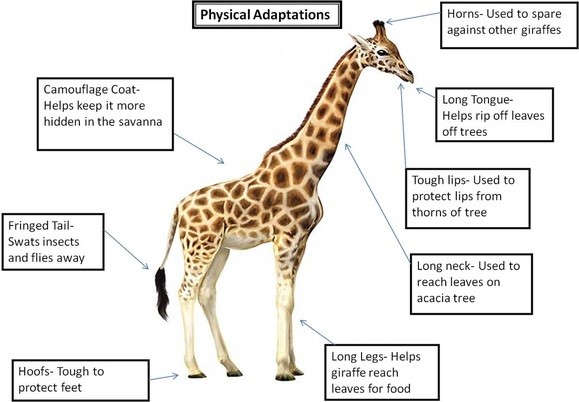 Physical Adaptations
Horns- Used to spare
against other giraffes
Camouflage Coat-
Helps keep it more
hidden in the savanna
Long Tongue-
Helps rip off leaves
off trees
Tough lips- Used to
protect lips from
thorns of tree
Fringed Tail-
Swats insects
and flies away
Long neck- Used to
reach leaves on
acacia tree
Long Legs- Helps
giraffe reach
leaves for food
Hoofs- Tough to
protect feet